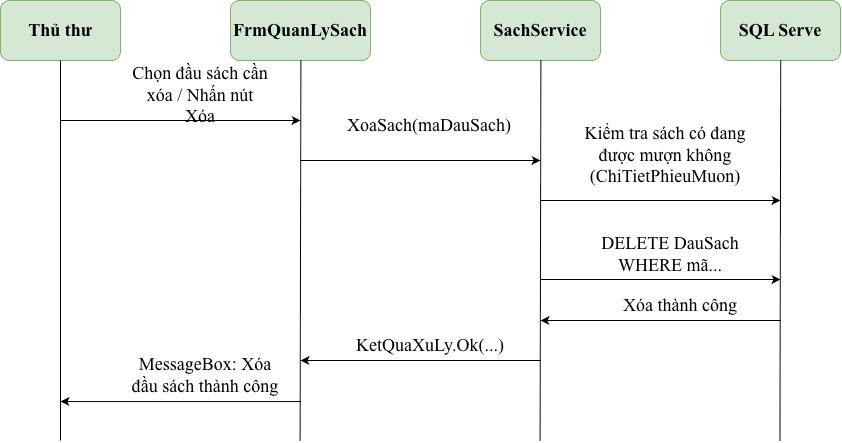 Thủ thư
FrmQuanLySach
SachService
SQL Serve
Chọn đầu sách cần
xóa / Nhấn nút
Xóa
XoaSach(maDauSach)
Kiểm tra sách có đang
được mượn không
(ChiTietPhieuMuon)
DELETE DauSach
WHERE mã...
Xóa thành công
KetQuaXuLy.Ok(...)
MessageBox: Xóa
đầu sách thành công